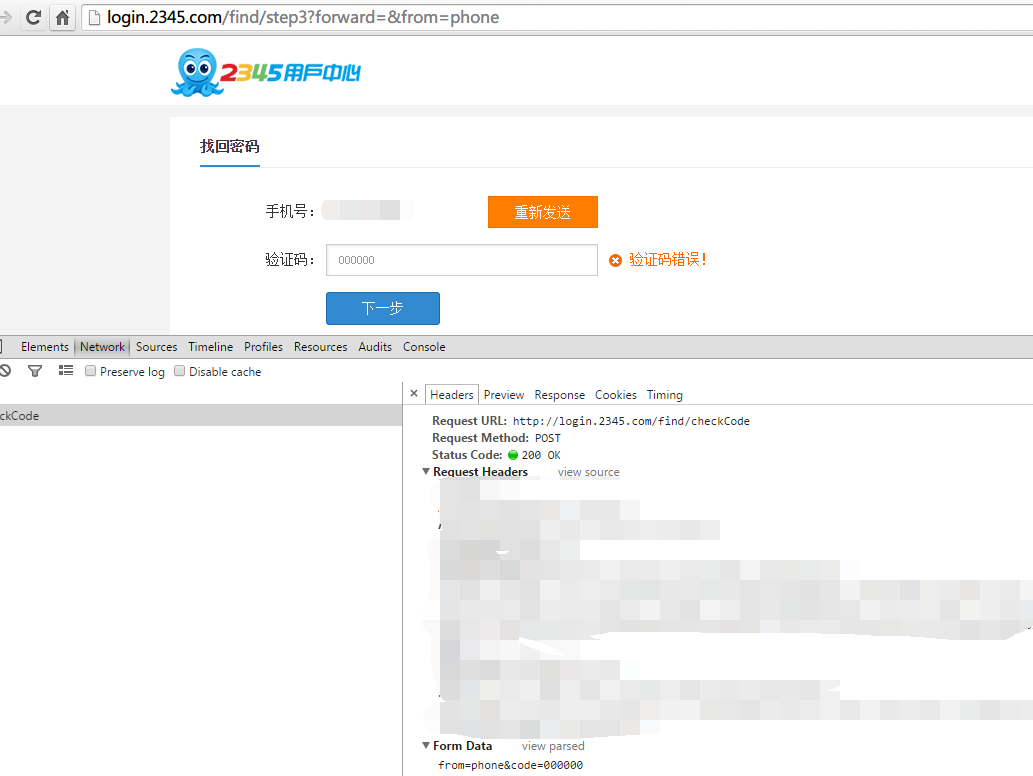 login.2345.com/find/step3?forward=&from=phone
2345用户中心
找回密码
手机号： 重新发送
验证码： 000000 验证码错误！
下一步
Elements Network Sources Timeline Profiles Resources Audits Console
Preserve log Disable cache
Headers Preview Response Cookies Timing
ckCode
Request URL: http://login.2345.com/find/checkCode
Request Method: POST
Status Code: 200 OK
Request Headers view source
Form Data view parsed
from=phone&code=000000